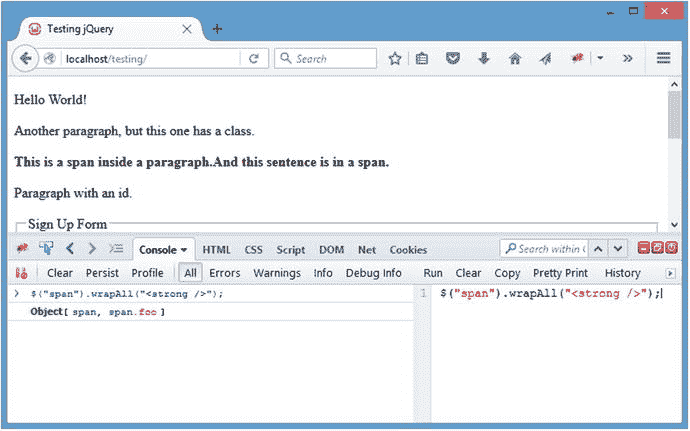 Testing jQuery
localhost/testing/
Search
Hello World!
Another paragraph, but this one has a class.
This is a span inside a paragraph.And this sentence is in a span.
Paragraph with an id.
Sign Up Form
Console HTML CSS Script DOM Net Cookies
Search within
Clear Persist Profile All Errors Warnings Info Debug Info Run Clear Copy Pretty Print History
$("span").wrapAll("<strong />");
Object[ span, span.foo ]
1 $("span").wrapAll("<strong />");